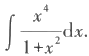 ∫ x⁴/(1+x²) dx.